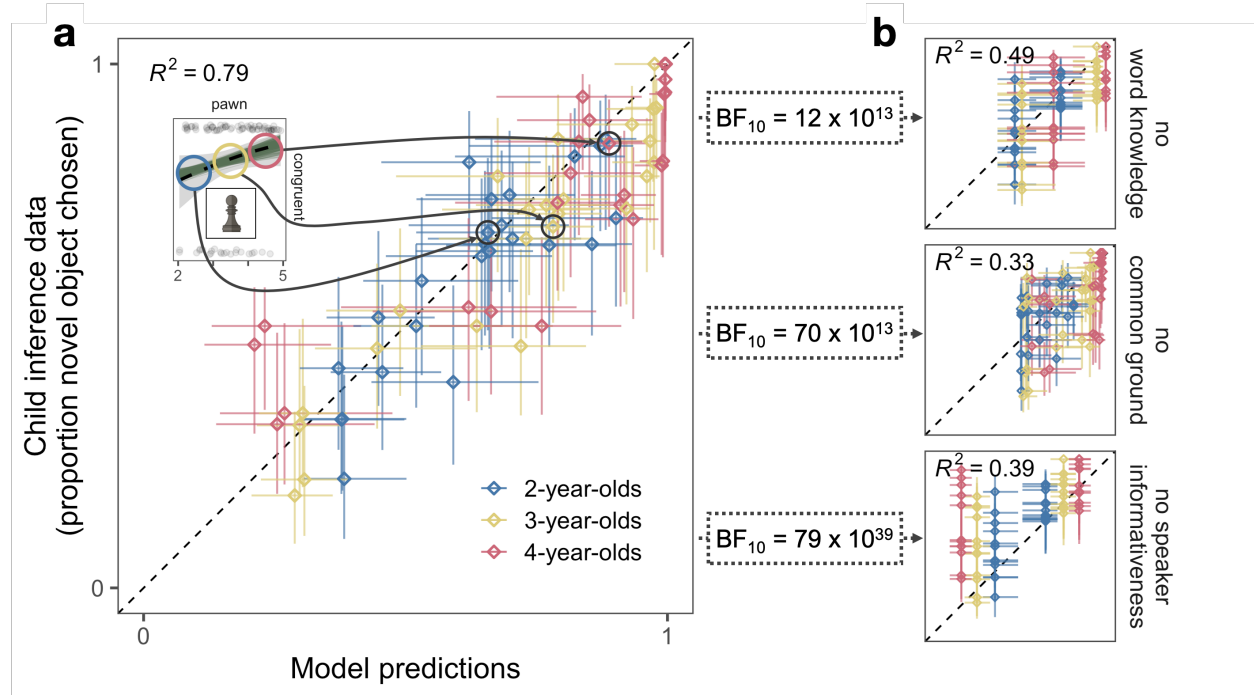 a
R² = 0.79
pawn
congruent
2
5
1
0
0
1
Child inference data
(proportion novel object chosen)
Model predictions
2-year-olds
3-year-olds
4-year-olds
BF₁₀ = 12 x 10¹³
BF₁₀ = 70 x 10¹³
BF₁₀ = 79 x 10³⁹
b
R² = 0.49
no
word knowledge
R² = 0.33
no
common ground
R² = 0.39
no speaker
informativeness